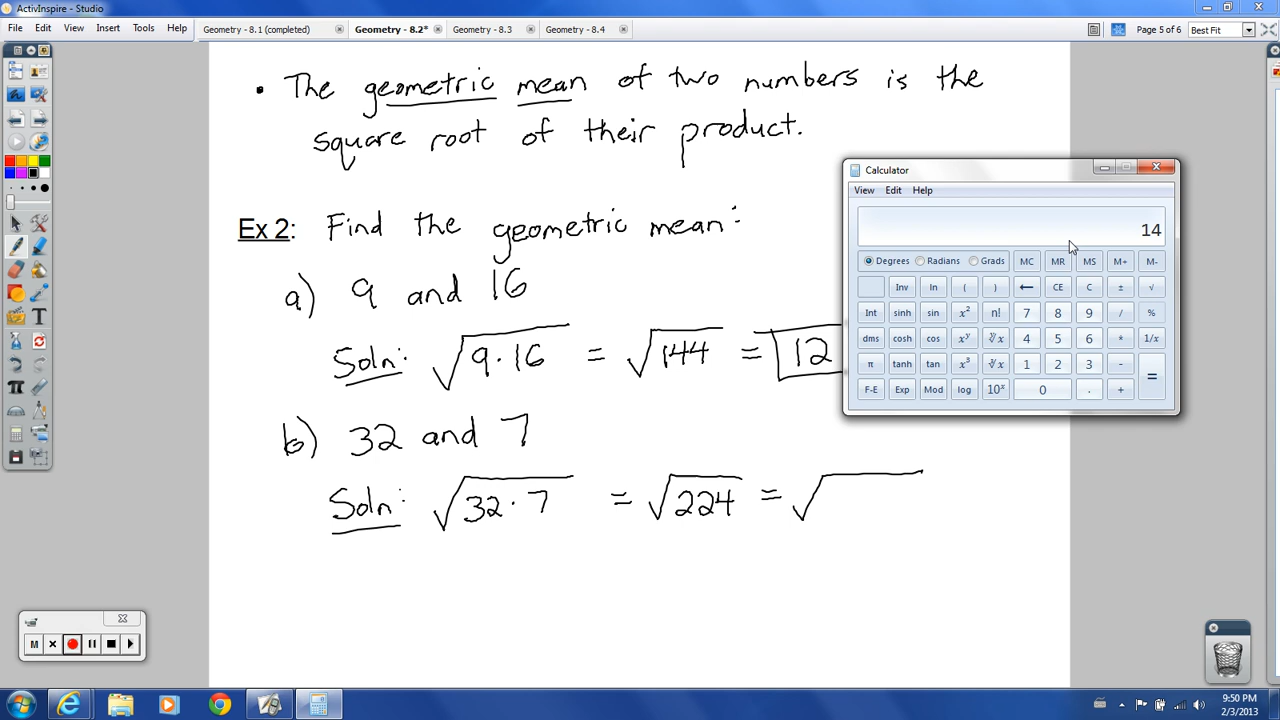 ActivInspire - Studio
File Edit View Insert Tools Help
Geometry - 8.1 (completed) Geometry - 8.2* Geometry - 8.3 Geometry - 8.4
Page 5 of 6 Best Fit
• The geometric mean of two numbers is the
square root of their product.
Ex 2: Find the geometric mean:
a) 9 and 16
Soln: √9·16 = √144 = 12
b) 32 and 7
Soln: √32·7 = √224 = √
Calculator
View Edit Help
14
Degrees Radians Grads MC MR MS M+ M-
Inv ln ( ) ← CE C ± √
Int sinh sin x² n! 7 8 9 / %
dms cosh cos xʸ ʸ√x 4 5 6 * 1/x
π tanh tan x³ ³√x 1 2 3 - =
F-E Exp Mod log 10ˣ 0 . +
T
M
9:50 PM
2/3/2013